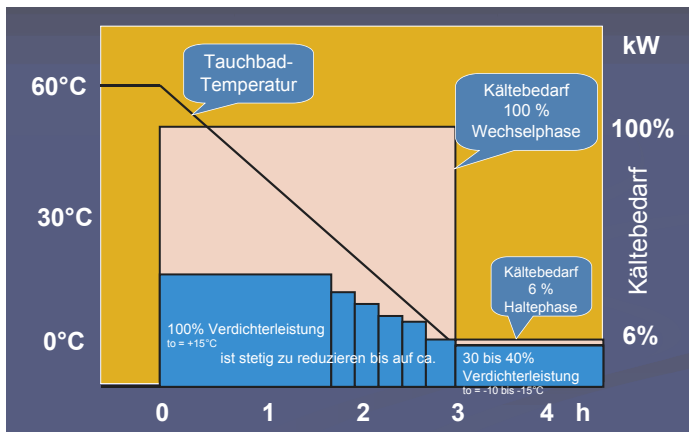 kW
Tauchbad-
Temperatur
60°C
Kältebedarf
100 %
Wechselphase
100%
30°C
Kältebedarf
Kältebedarf
6 %
Haltephase
0°C
6%
100% Verdichterleistung
to = +15°C
ist stetig zu reduzieren bis auf ca.
30 bis 40%
Verdichterleistung
to = -10 bis -15°C
0 1 2 3 4 h